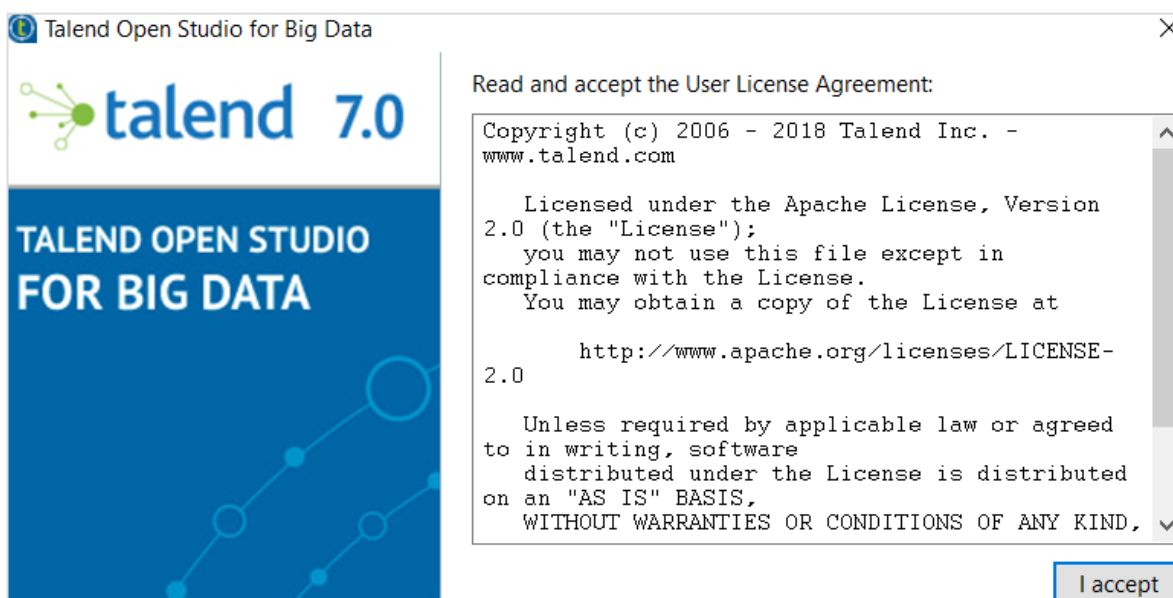 Talend Open Studio for Big Data
talend 7.0
TALEND OPEN STUDIO
FOR BIG DATA
Read and accept the User License Agreement:
Copyright (c) 2006 - 2018 Talend Inc. -
www.talend.com
Licensed under the Apache License, Version
2.0 (the "License");
you may not use this file except in
compliance with the License.
You may obtain a copy of the License at
http://www.apache.org/licenses/LICENSE-
2.0
Unless required by applicable law or agreed
to in writing, software
distributed under the License is distributed
on an "AS IS" BASIS,
WITHOUT WARRANTIES OR CONDITIONS OF ANY KIND,
I accept